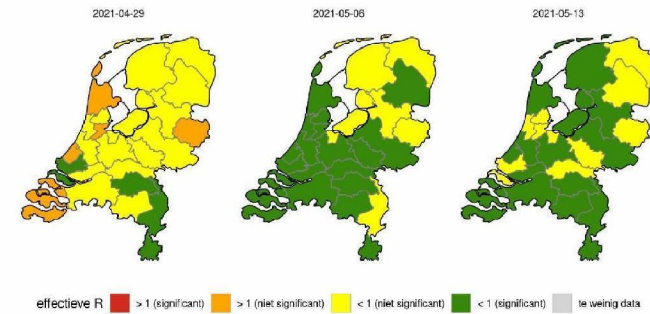 2021-04-29 2021-05-06 2021-05-13
effectieve R > 1 (significant) > 1 (niet significant) < 1 (niet significant) < 1 (significant) te weinig data